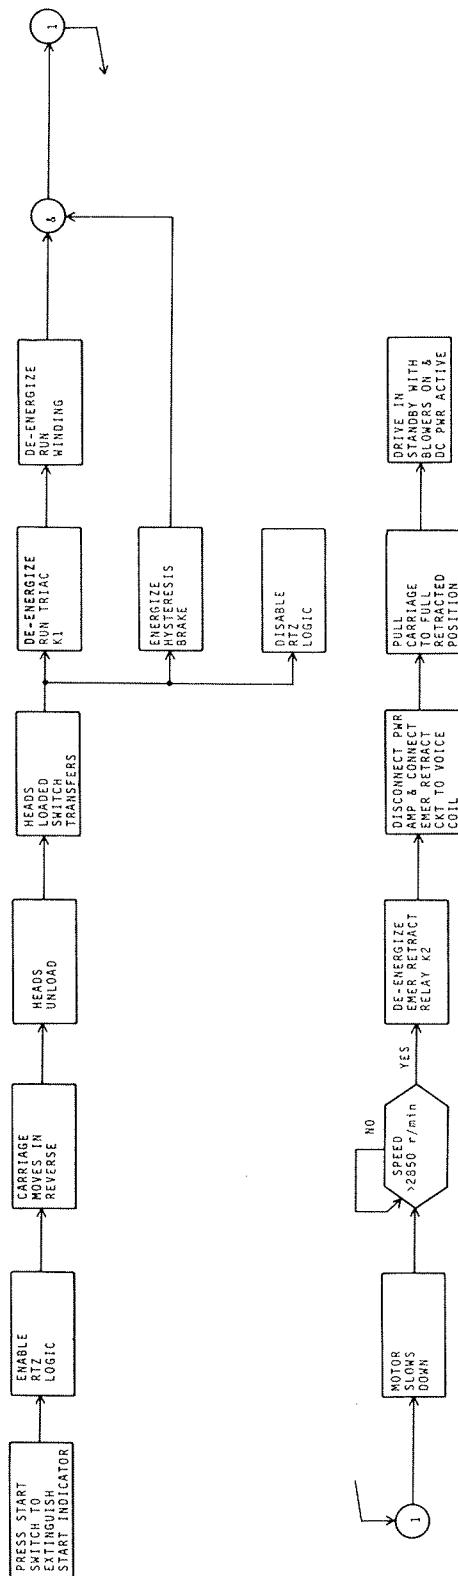 PRESS START
SWITCH TO
EXTINGUISH
START INDICATOR
ENABLE
RTZ
LOGIC
CARRIAGE
MOVES IN
REVERSE
HEADS
UNLOAD
HEADS
LOADED
SWITCH
TRANSFERS
DE-ENERGIZE
RUN TRIAC
K1
DE-ENERGIZE
RUN
WINDING
&
1
ENERGIZE
HYSTERESIS
BRAKE
DISABLE
RTZ
LOGIC
1
MOTOR
SLOWS
DOWN
SPEED
>2850 r/min
NO
YES
DE-ENERGIZE
EMER RETRACT
RELAY K2
DISCONNECT PWR
AMP & CONNECT
EMER RETRACT
CKT TO VOICE
COIL
PULL
CARRIAGE
TO FULL
RETRACTED
POSITION
DRIVE IN
STANDBY WITH
BLOWERS ON &
DC PWR ACTIVE